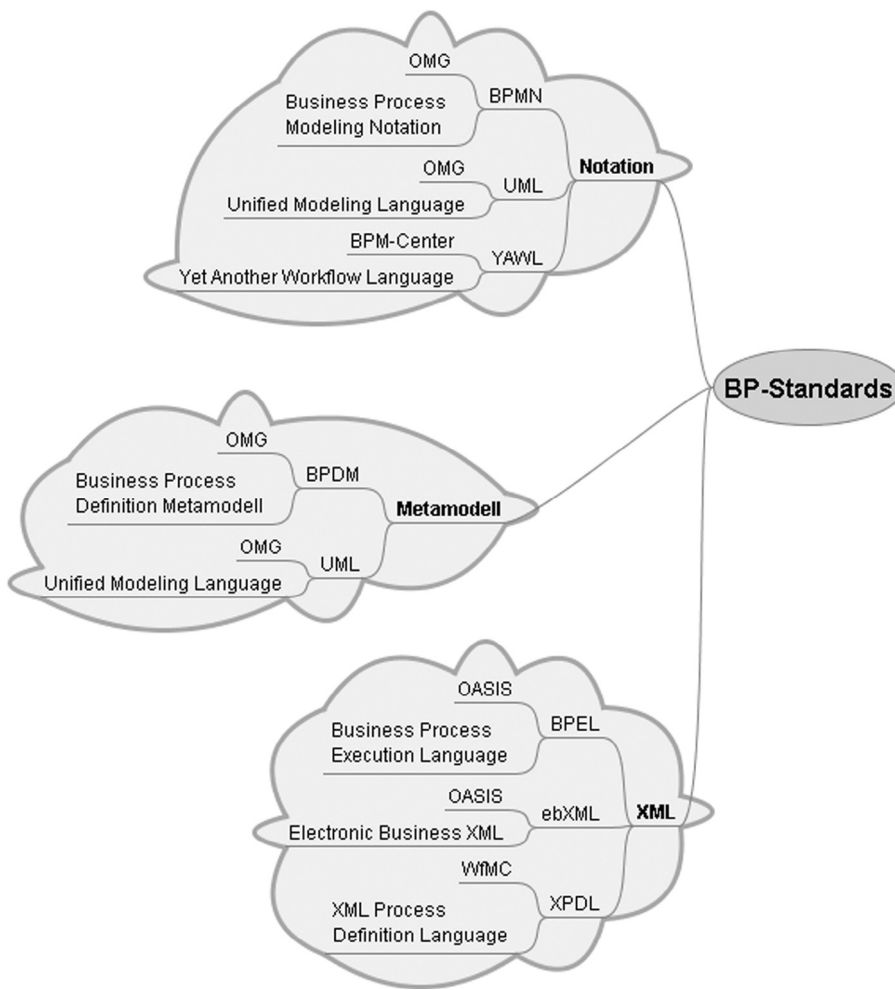 OMG
BPMN
Business Process
Modeling Notation
Notation
OMG
UML
Unified Modeling Language
BPM-Center
YAWL
Yet Another Workflow Language
BP-Standards
OMG
BPDM
Business Process
Definition Metamodell
Metamodell
OMG
UML
Unified Modeling Language
OASIS
BPEL
Business Process
Execution Language
OASIS
ebXML
XML
Electronic Business XML
WfMC
XPDL
XML Process
Definition Language